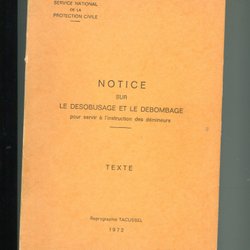 SERVICE NATIONAL
DE LA
PROTECTION CIVILE
NOTICE
SUR
LE DESOBUSAGE ET LE DEBOMBAGE
pour servir à l'instruction des démineurs
TEXTE
Reprographie TACUSSEL
1972